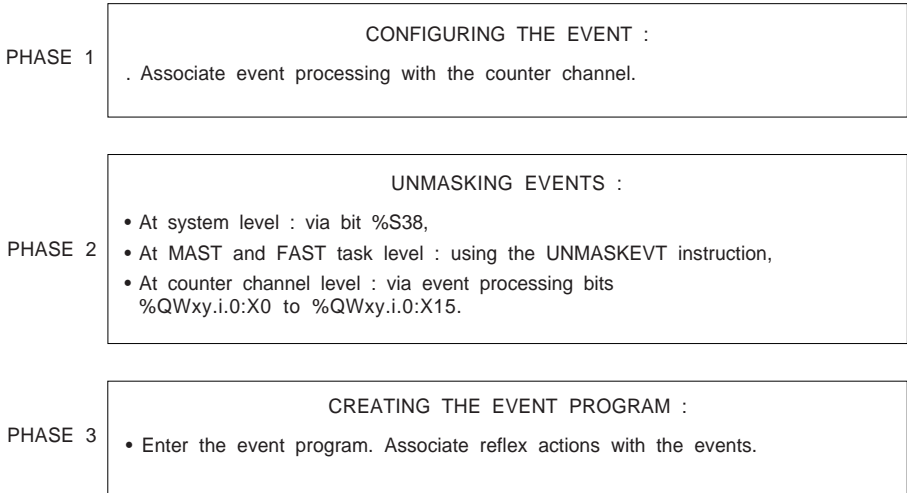 PHASE 1
CONFIGURING THE EVENT :
. Associate event processing with the counter channel.
PHASE 2
UNMASKING EVENTS :
• At system level : via bit %S38,
• At MAST and FAST task level : using the UNMASKEVT instruction,
• At counter channel level : via event processing bits
%QWxy.i.0:X0 to %QWxy.i.0:X15.
PHASE 3
CREATING THE EVENT PROGRAM :
• Enter the event program. Associate reflex actions with the events.